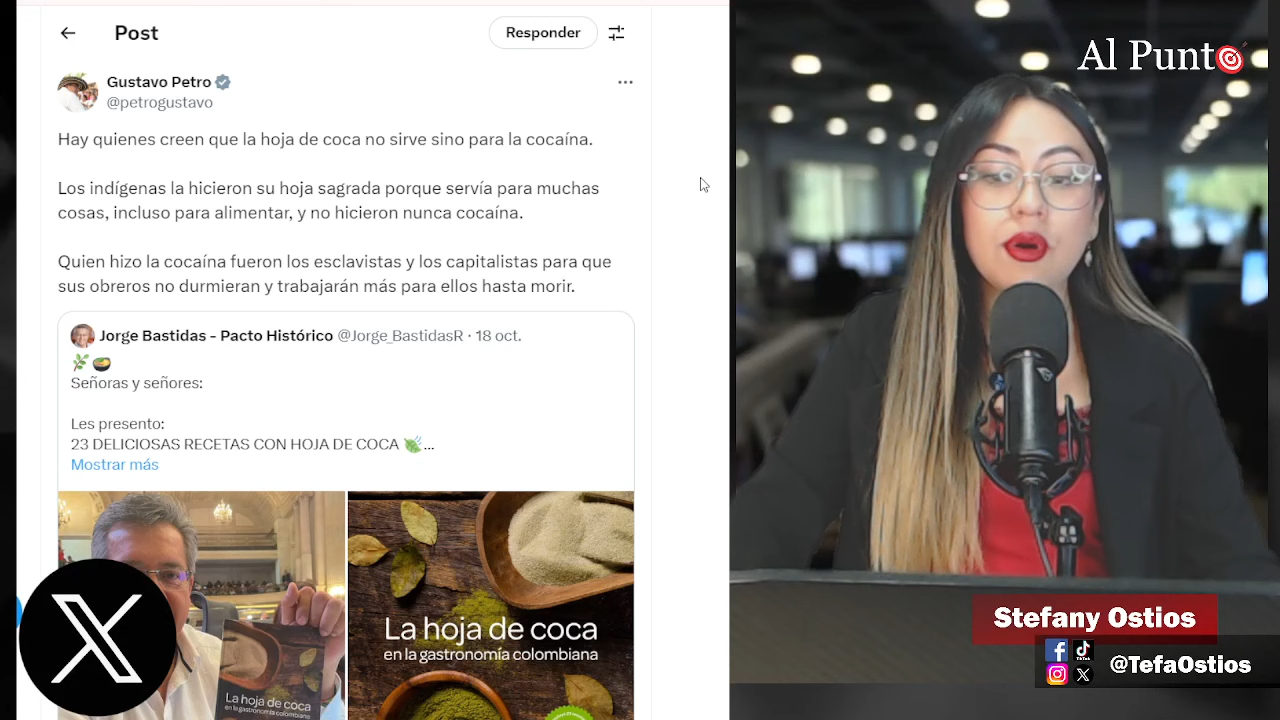 Post
Responder
Gustavo Petro
@petrogustavo
Hay quienes creen que la hoja de coca no sirve sino para la cocaína.
Los indígenas la hicieron su hoja sagrada porque servía para muchas
cosas, incluso para alimentar, y no hicieron nunca cocaína.
Quien hizo la cocaína fueron los esclavistas y los capitalistas para que
sus obreros no durmieran y trabajarán más para ellos hasta morir.
Jorge Bastidas - Pacto Histórico @Jorge_BastidasR · 18 oct.
Señoras y señores:
Les presento:
23 DELICIOSAS RECETAS CON HOJA DE COCA ...
Mostrar más
La hoja de coca
en la gastronomía colombiana
La hoja de coca
en la gastronomía colombiana
Al Punto
Stefany Ostios
@TefaOstios